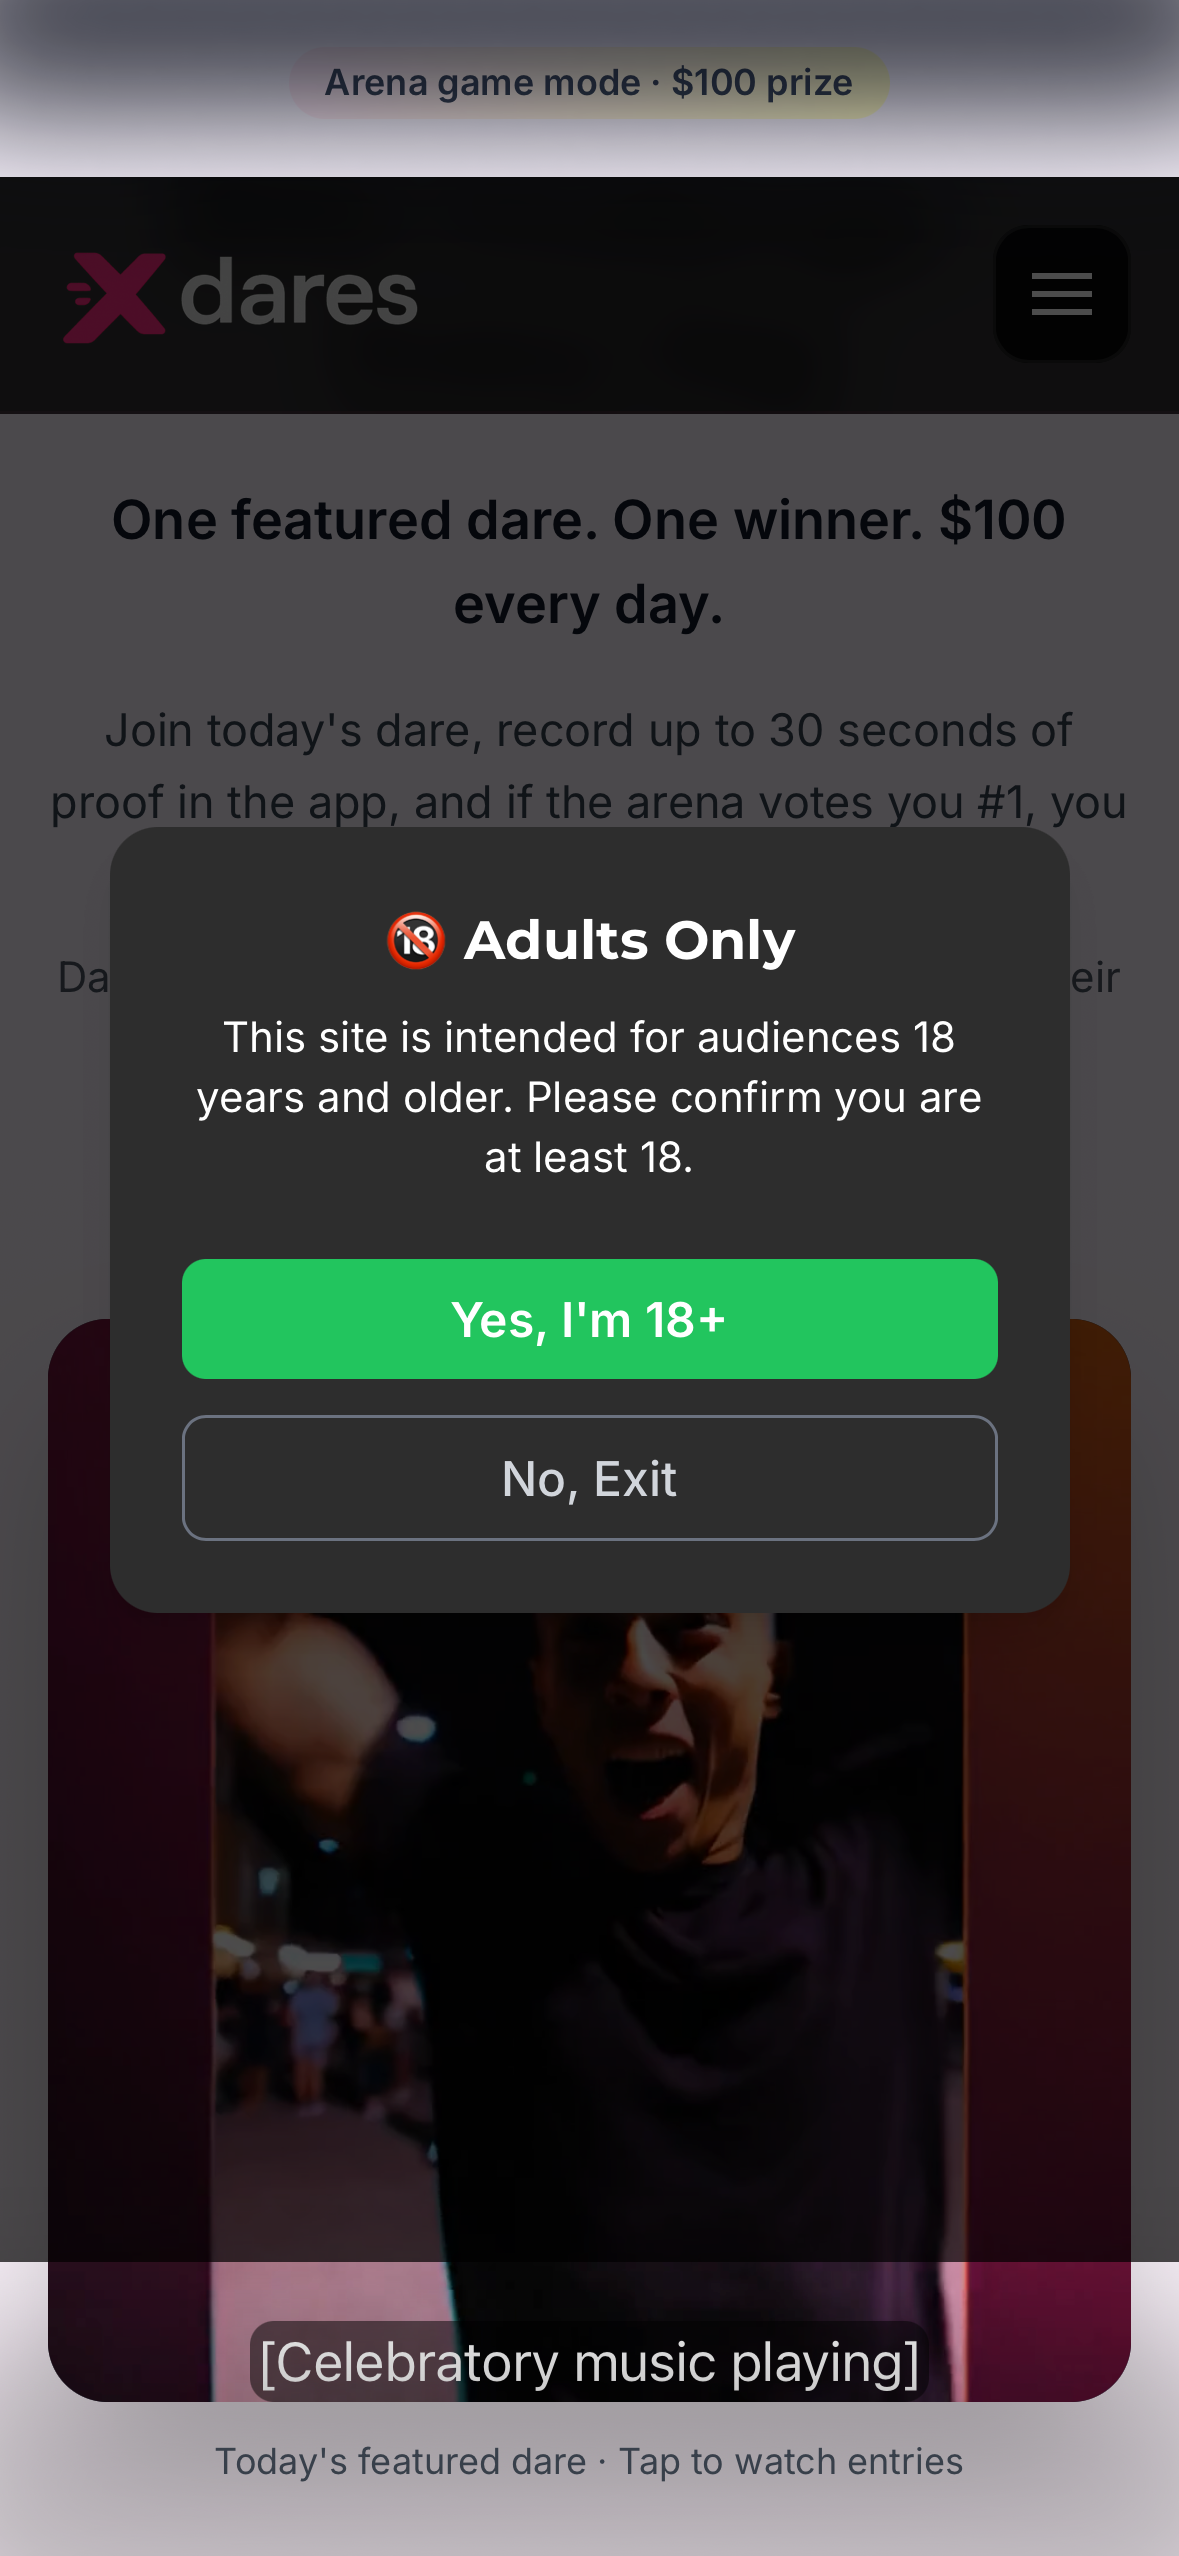 Arena game mode · $100 prize
X dares
One featured dare. One winner. $100
every day.
Join today's dare, record up to 30 seconds of
proof in the app, and if the arena votes you #1, you
🔞 Adults Only
This site is intended for audiences 18
years and older. Please confirm you are
at least 18.
Yes, I'm 18+
No, Exit
[Celebratory music playing]
Today's featured dare · Tap to watch entries